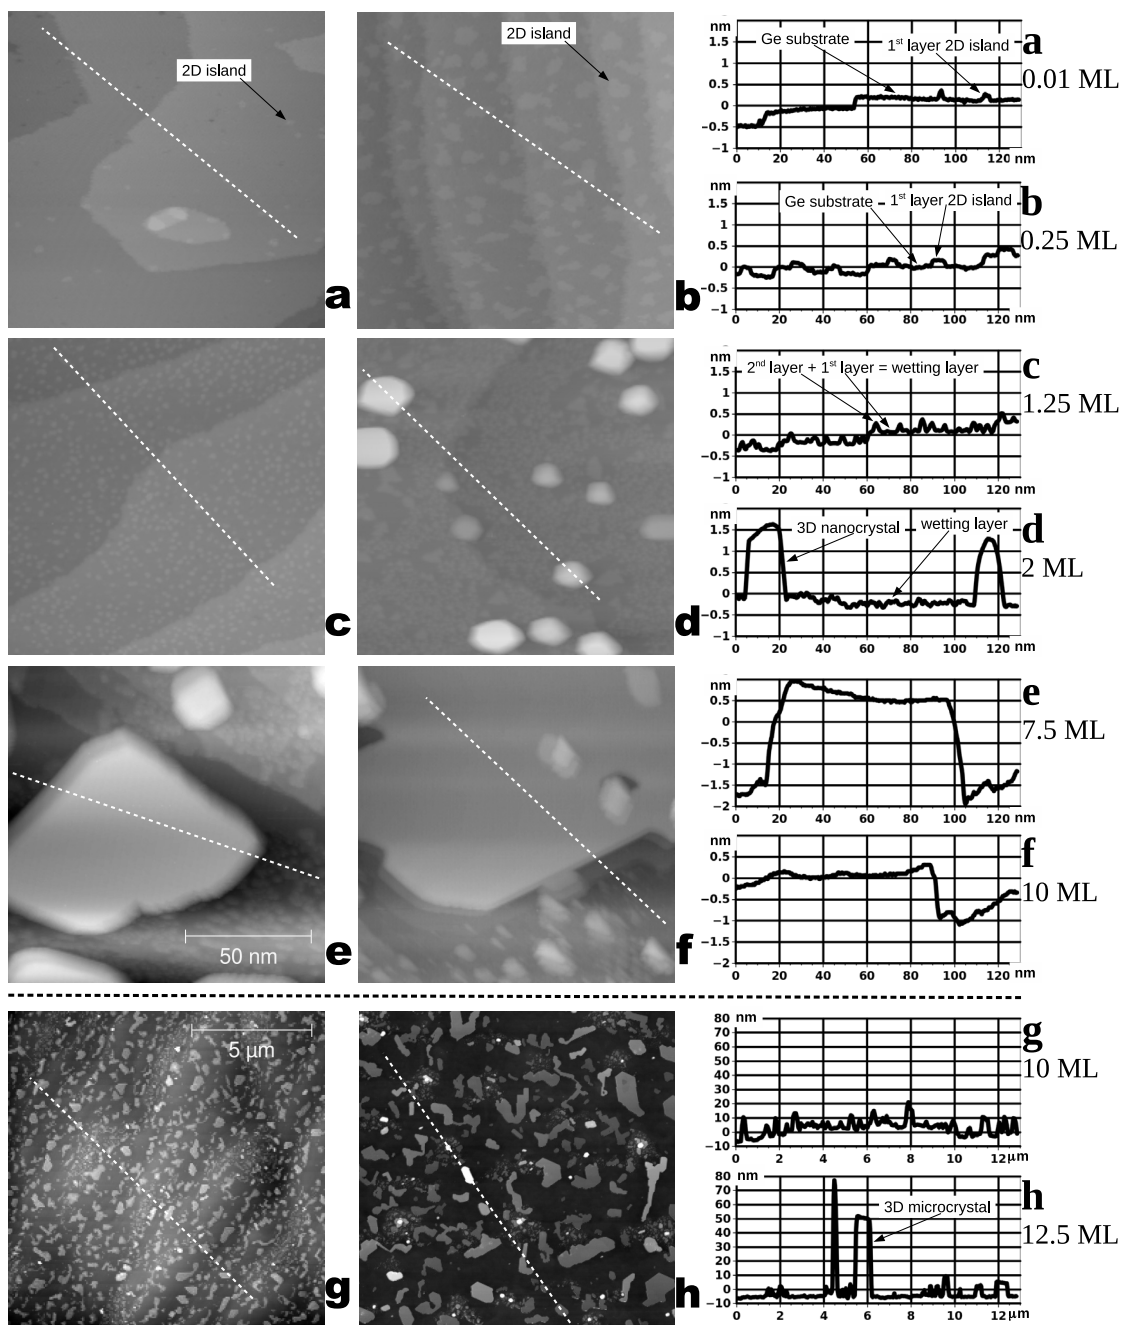 2D island
a
2D island
b
nm
1.5
1
0.5
0
−0.5
−1
0 20 40 60 80 100 120 nm
Ge substrate
1st layer 2D island
a
0.01 ML
nm
1.5
1
0.5
0
−0.5
−1
0 20 40 60 80 100 120 nm
Ge substrate
1st layer 2D island
b
0.25 ML
c
d
nm
1.5
1
0.5
0
−0.5
−1
0 20 40 60 80 100 120 nm
2nd layer + 1st layer = wetting layer
c
1.25 ML
nm
1.5
1
0.5
0
−0.5
−1
0 20 40 60 80 100 120 nm
3D nanocrystal
wetting layer
d
2 ML
50 nm
e
f
nm
0.5
0
−0.5
−1
−1.5
−2
0 20 40 60 80 100 120 nm
e
7.5 ML
nm
0.5
0
−0.5
−1
−1.5
−2
0 20 40 60 80 100 120 nm
f
10 ML
5 µm
g
h
80 nm
70
60
50
40
30
20
10
0
−10
0 2 4 6 8 10 12 µm
g
10 ML
80 nm
70
60
50
40
30
20
10
0
−10
0 2 4 6 8 10 12 µm
3D microcrystal
h
12.5 ML